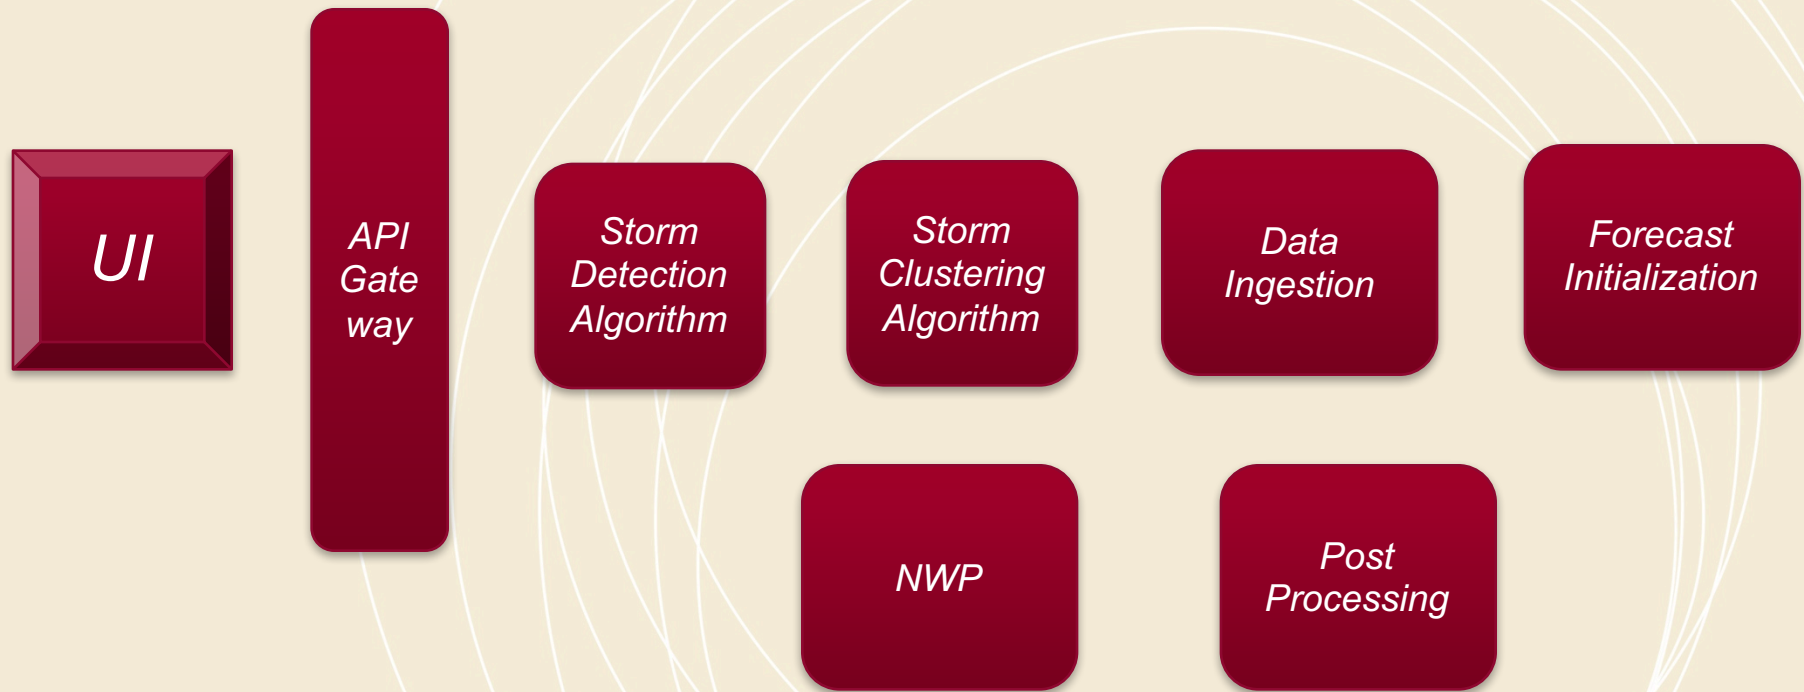 UI
API
Gate
way
Storm
Detection
Algorithm
Storm
Clustering
Algorithm
Data
Ingestion
Forecast
Initialization
NWP
Post
Processing